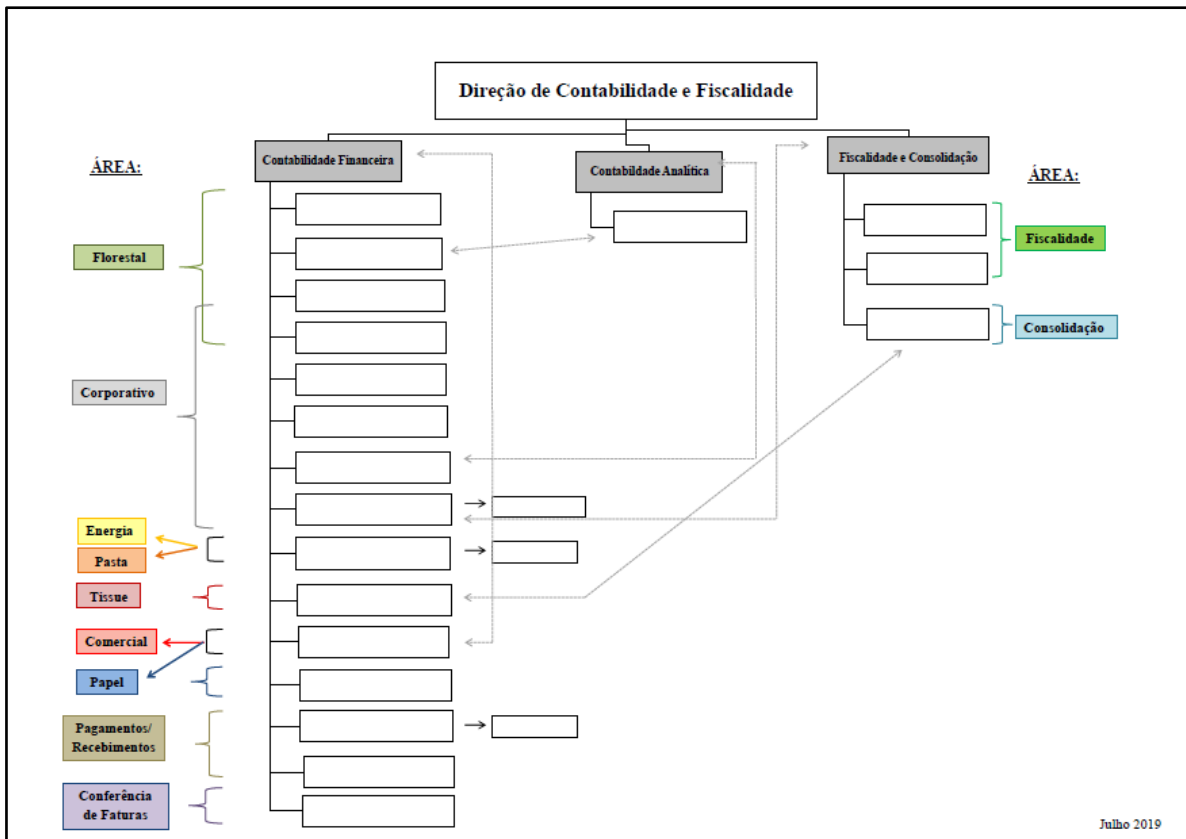 Direção de Contabilidade e Fiscalidade
Contabilidade Financeira
Contabildade Analítica
Fiscalidade e Consolidação
ÁREA:
ÁREA:
Florestal
Fiscalidade
Consolidação
Corporativo
Energia
Pasta
Tissue
Comercial
Papel
Pagamentos/
Recebimentos
Conferência
de Faturas
Julho 2019